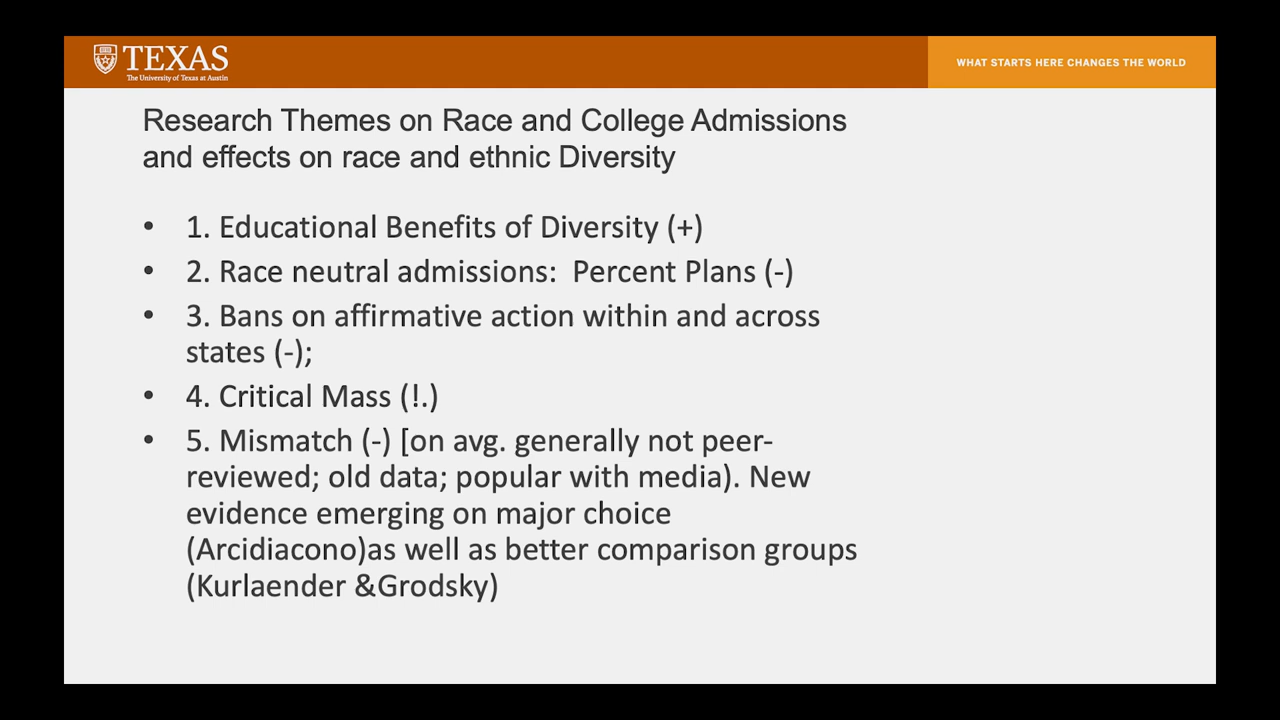 TEXAS
The University of Texas at Austin
WHAT STARTS HERE CHANGES THE WORLD
Research Themes on Race and College Admissions
and effects on race and ethnic Diversity
• 1. Educational Benefits of Diversity (+)
• 2. Race neutral admissions:  Percent Plans (-)
• 3. Bans on affirmative action within and across
states (-);
• 4. Critical Mass (!.)
• 5. Mismatch (-) [on avg. generally not peer-
reviewed; old data; popular with media). New
evidence emerging on major choice
(Arcidiacono)as well as better comparison groups
(Kurlaender &Grodsky)